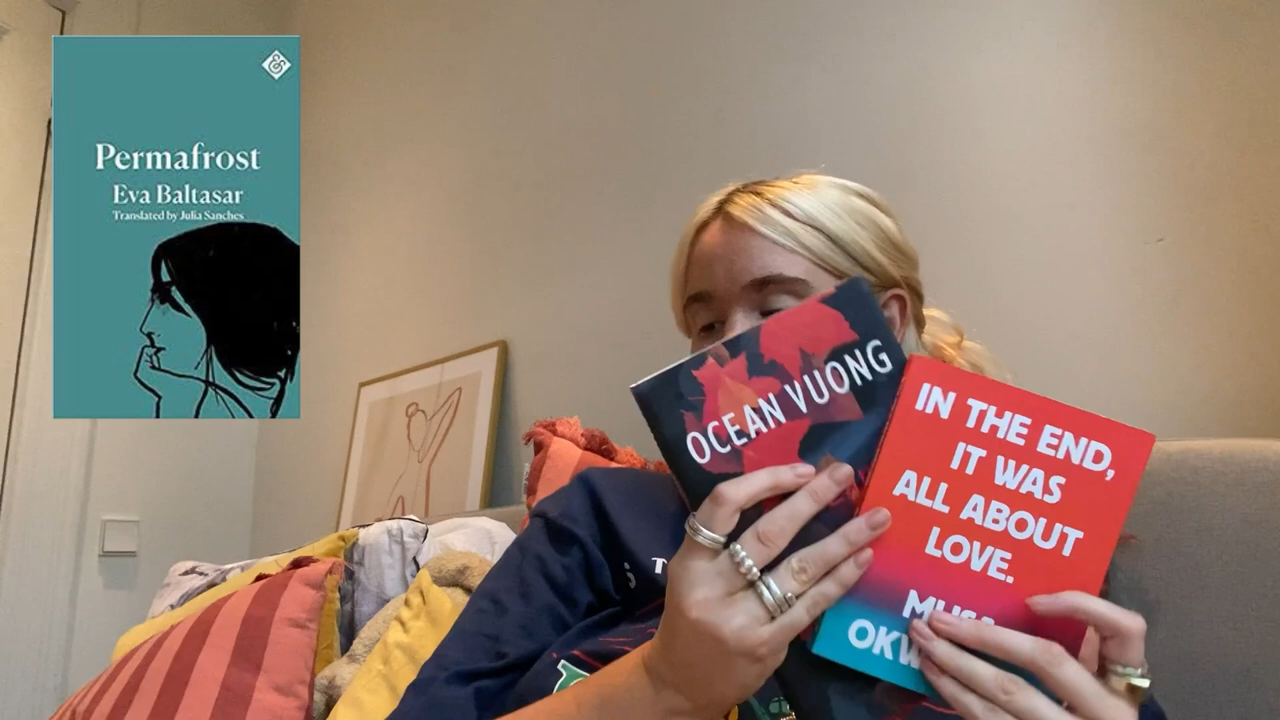 &
Permafrost
Eva Baltasar
Translated by Julia Sanches
OCEAN VUONG
IN THE END,
IT WAS
ALL ABOUT
LOVE.